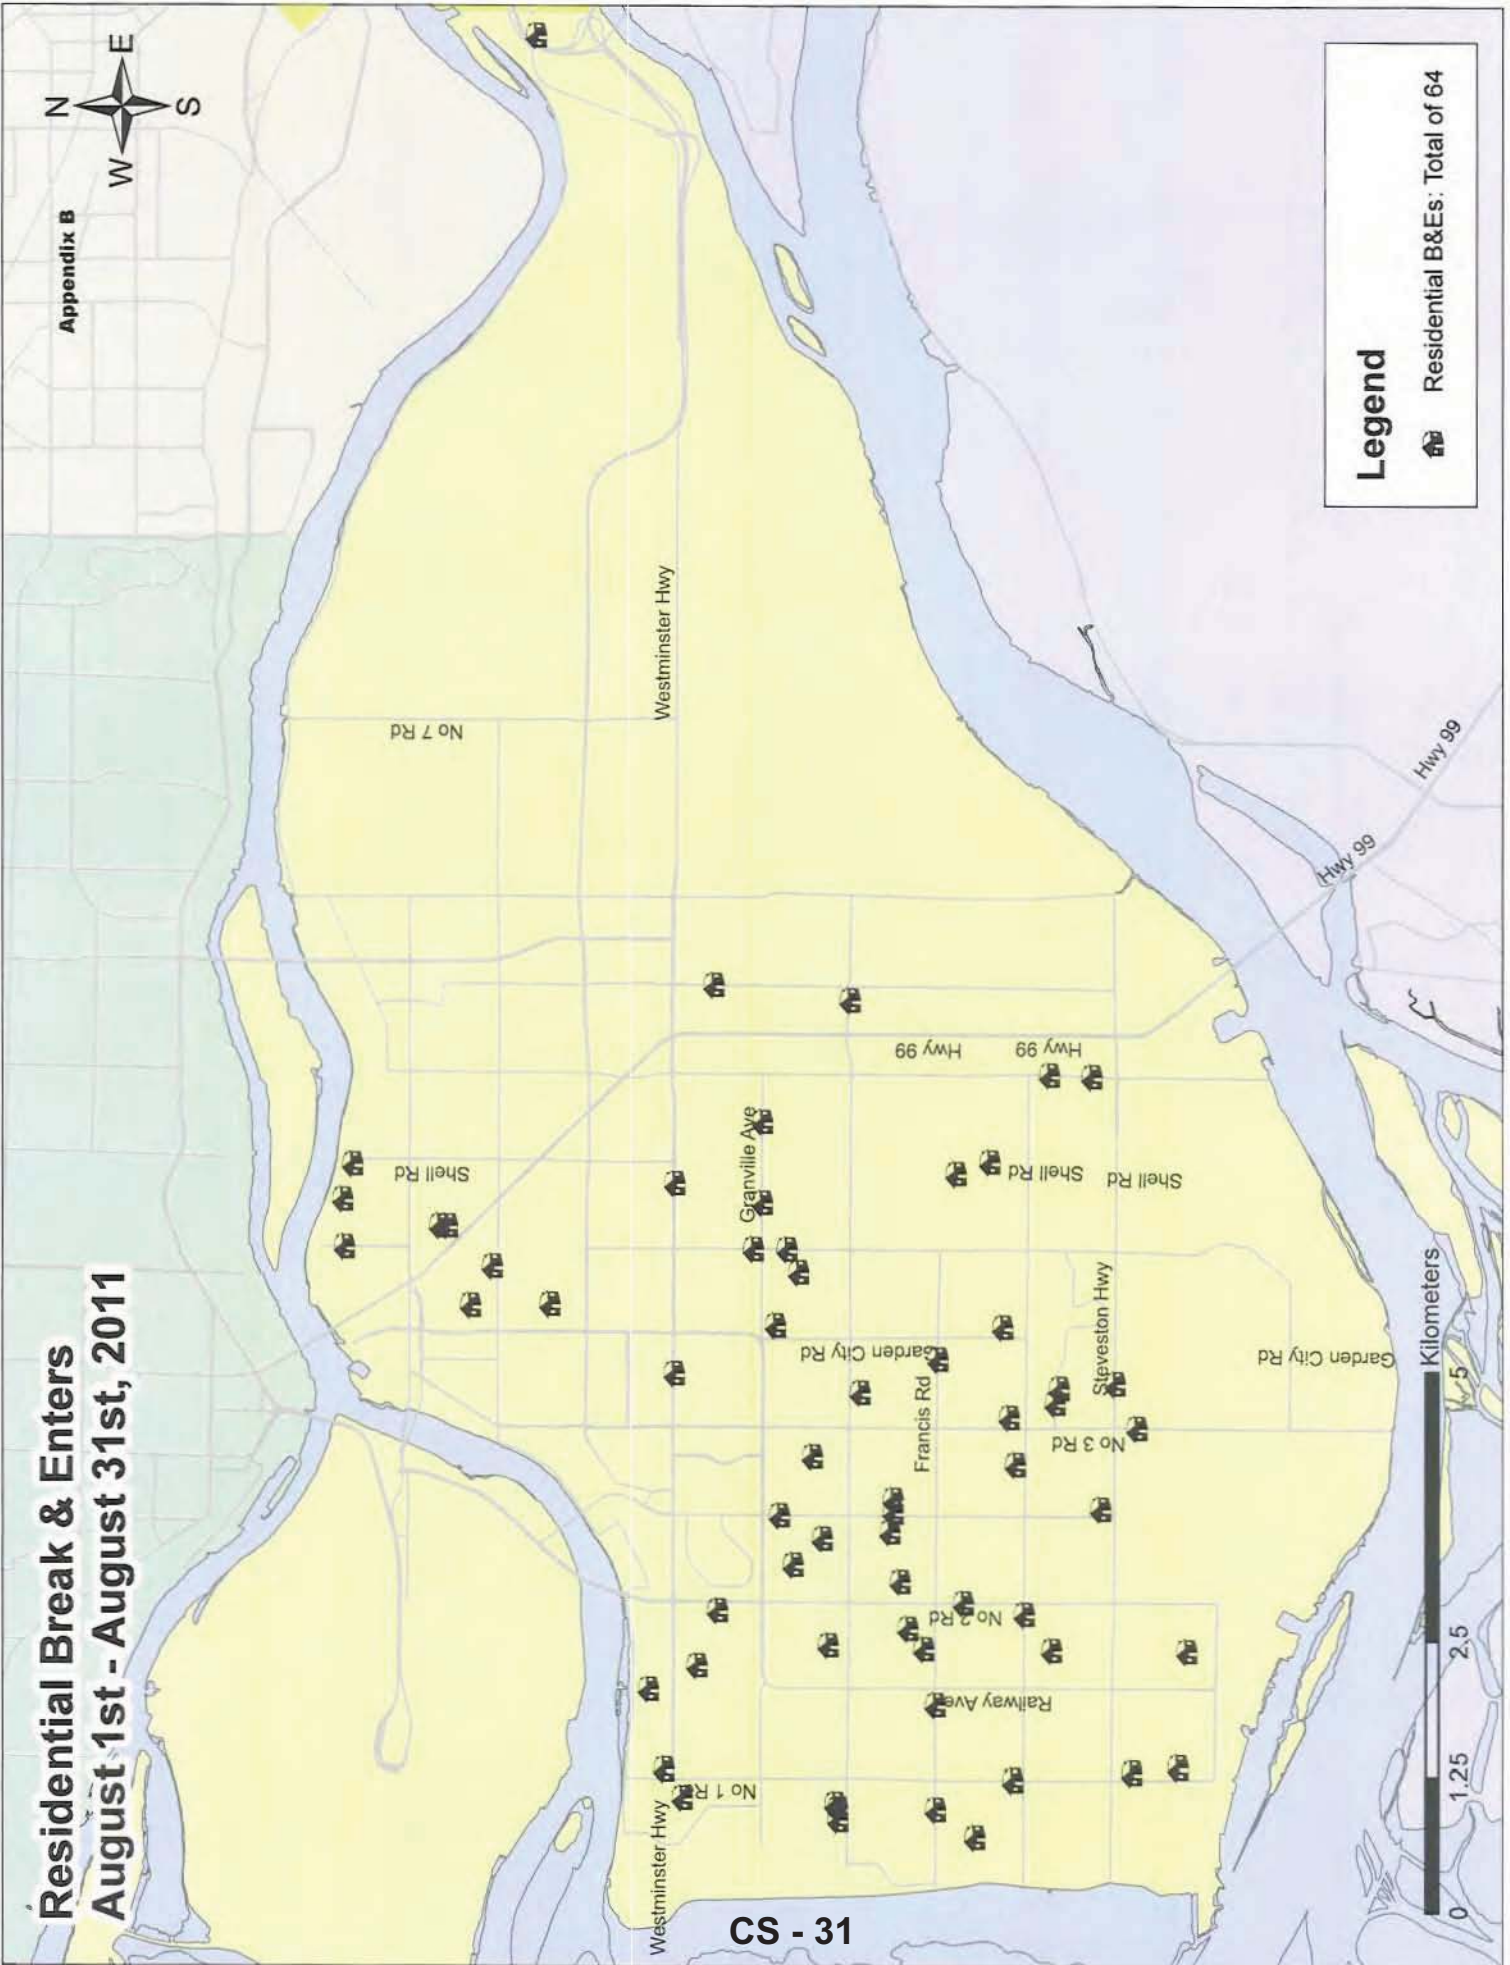 Residential Break & Enters
August 1st - August 31st, 2011
Appendix B
N
W
E
S
No 7 Rd
Westminster Hwy
Hwy 99
Hwy 99
Shell Rd
Granville Ave
Shell Rd
Shell Rd
Garden City Rd
Francis Rd
Steveston Hwy
Garden City Rd
No 3 Rd
No 2 Rd
Railway Ave
No 1 Rd
Westminster Hwy
Hwy 99
Hwy 99
Legend
Residential B&Es: Total of 64
0 1.25 2.5 5
Kilometers
CS - 31